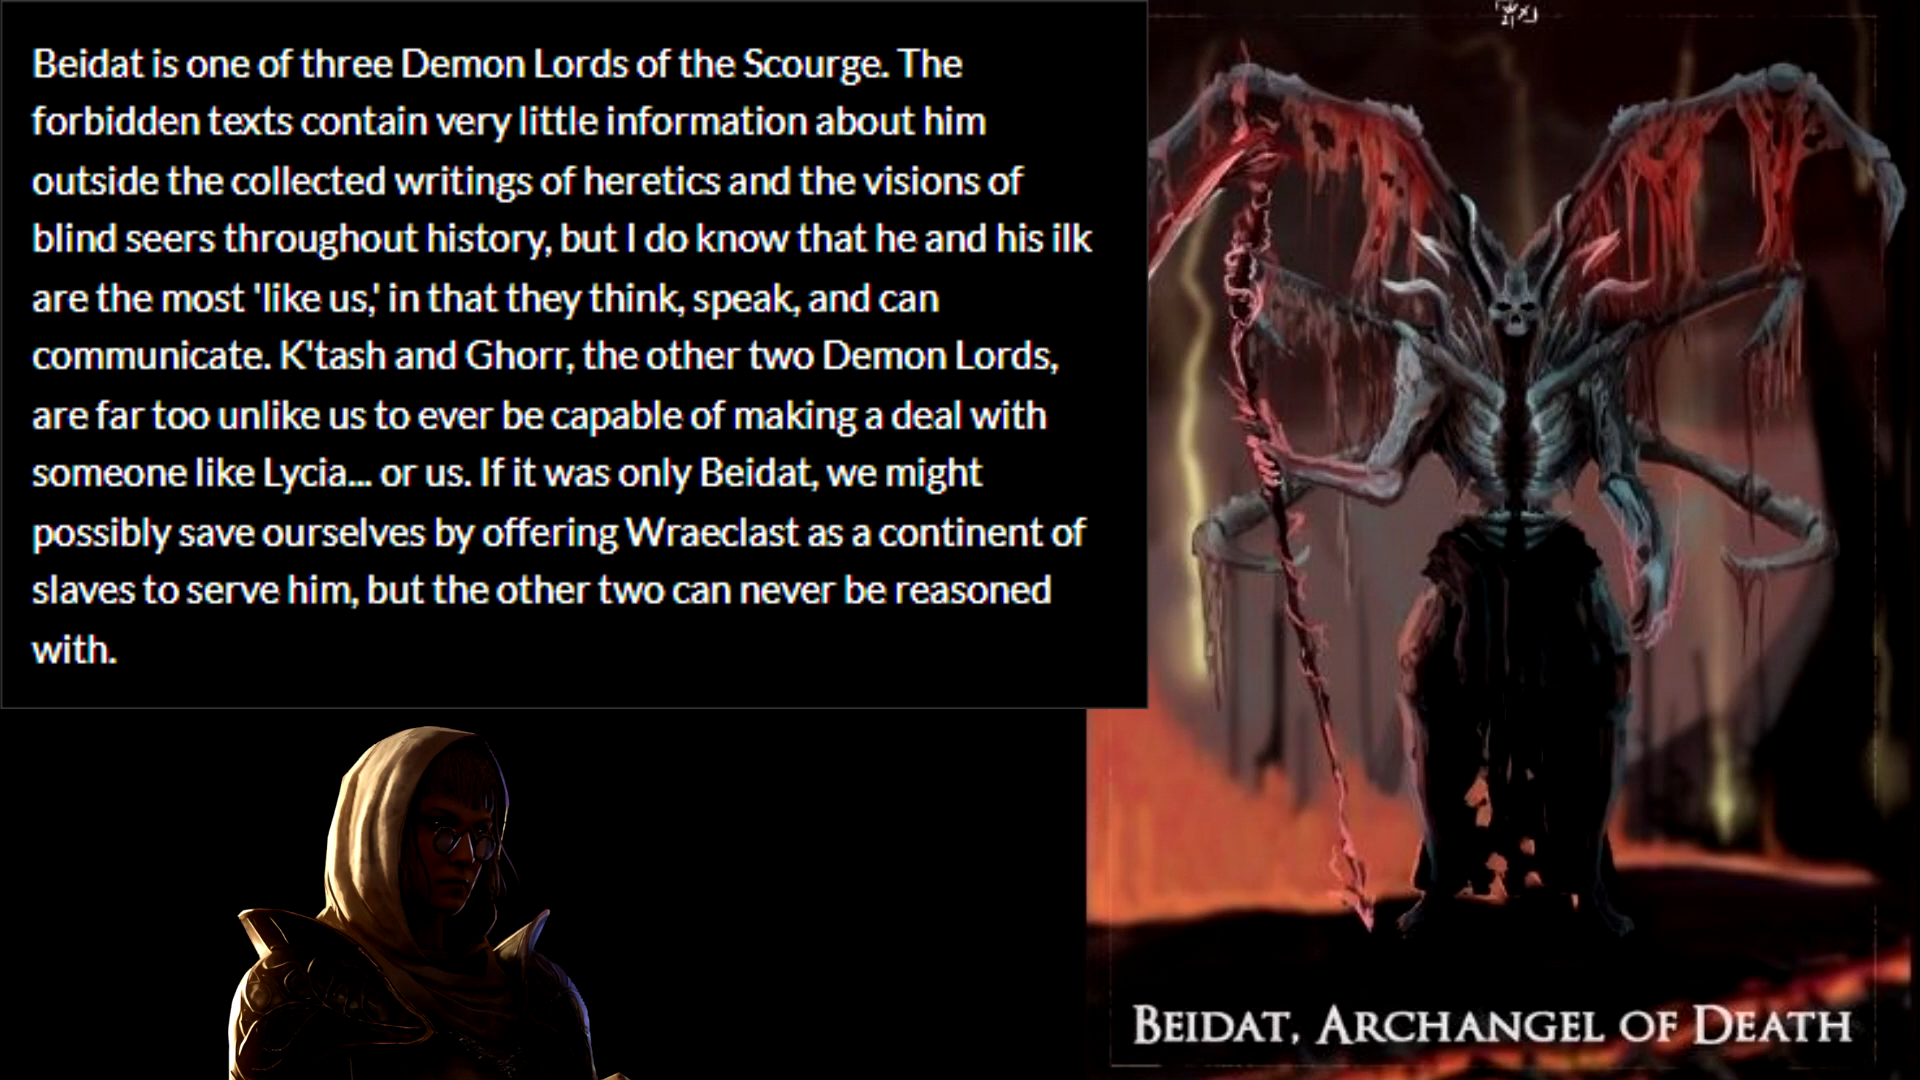 Beidat is one of three Demon Lords of the Scourge. The
forbidden texts contain very little information about him
outside the collected writings of heretics and the visions of
blind seers throughout history, but I do know that he and his ilk
are the most 'like us,' in that they think, speak, and can
communicate. K'tash and Ghorr, the other two Demon Lords,
are far too unlike us to ever be capable of making a deal with
someone like Lycia... or us. If it was only Beidat, we might
possibly save ourselves by offering Wraeclast as a continent of
slaves to serve him, but the other two can never be reasoned
with.
Beidat, Archangel of Death